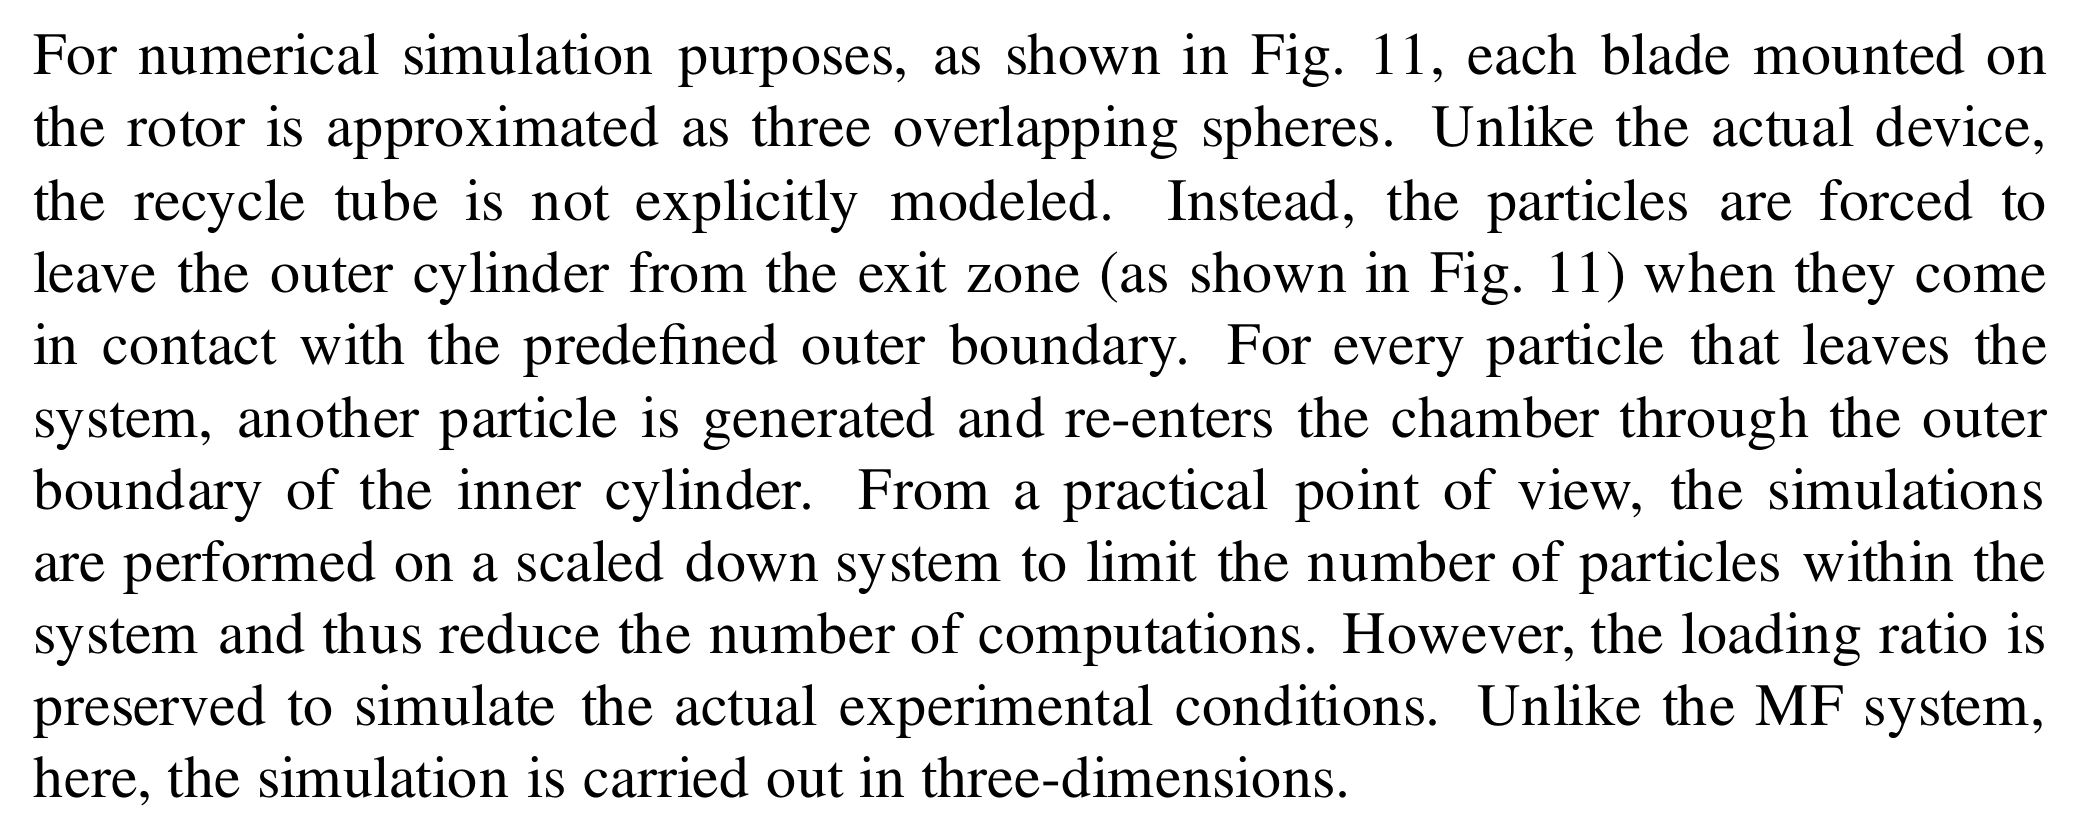 For numerical simulation purposes, as shown in Fig. 11, each blade mounted on
the rotor is approximated as three overlapping spheres. Unlike the actual device,
the recycle tube is not explicitly modeled. Instead, the particles are forced to
leave the outer cylinder from the exit zone (as shown in Fig. 11) when they come
in contact with the predefined outer boundary. For every particle that leaves the
system, another particle is generated and re-enters the chamber through the outer
boundary of the inner cylinder. From a practical point of view, the simulations
are performed on a scaled down system to limit the number of particles within the
system and thus reduce the number of computations. However, the loading ratio is
preserved to simulate the actual experimental conditions. Unlike the MF system,
here, the simulation is carried out in three-dimensions.